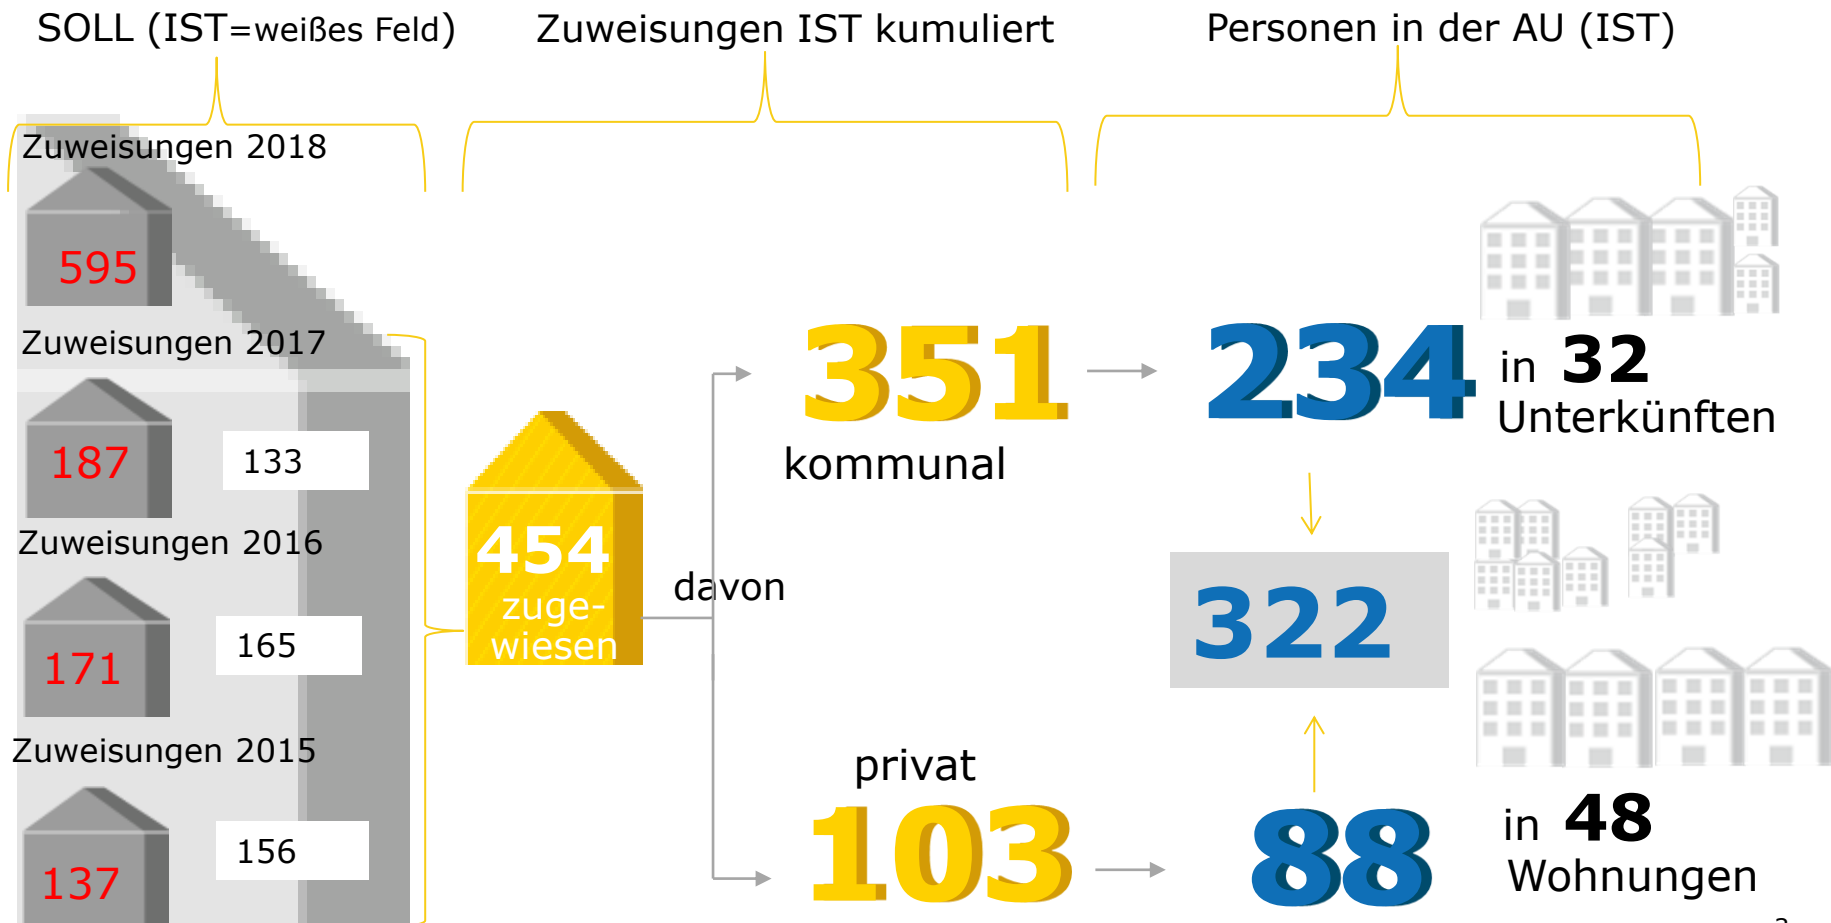 SOLL (IST=weißes Feld)
Zuweisungen IST kumuliert
Personen in der AU (IST)
Zuweisungen 2018
595
Zuweisungen 2017
187
133
Zuweisungen 2016
171
165
Zuweisungen 2015
137
156
454
zuge-
wiesen
davon
351
kommunal
privat
103
234
in 32
Unterkünften
322
88
in 48
Wohnungen